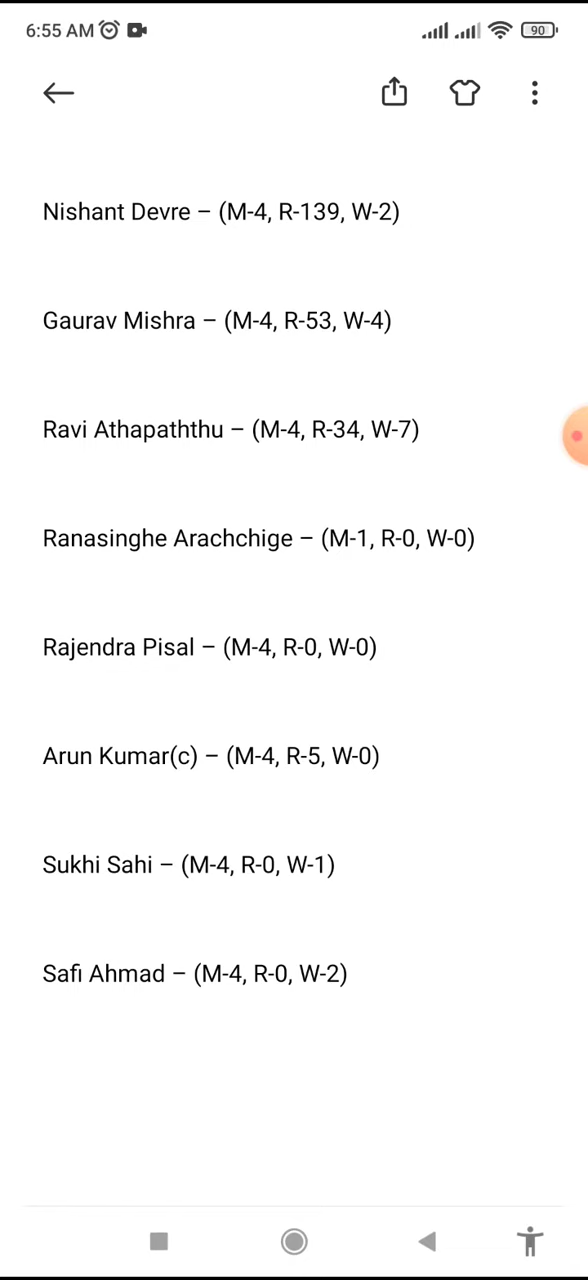 6:55 AM
90
Nishant Devre – (M-4, R-139, W-2)
Gaurav Mishra – (M-4, R-53, W-4)
Ravi Athapaththu – (M-4, R-34, W-7)
Ranasinghe Arachchige – (M-1, R-0, W-0)
Rajendra Pisal – (M-4, R-0, W-0)
Arun Kumar(c) – (M-4, R-5, W-0)
Sukhi Sahi – (M-4, R-0, W-1)
Safi Ahmad – (M-4, R-0, W-2)